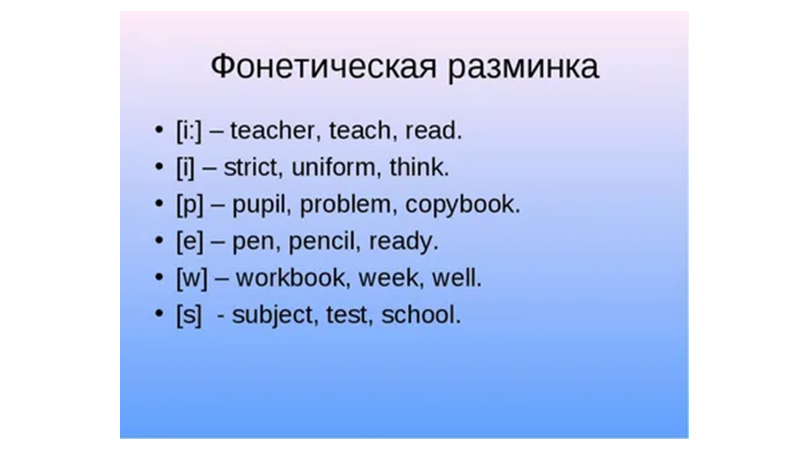 Фонетическая разминка
• [i:] – teacher, teach, read.
• [i] – strict, uniform, think.
• [p] – pupil, problem, copybook.
• [e] – pen, pencil, ready.
• [w] – workbook, week, well.
• [s]  - subject, test, school.